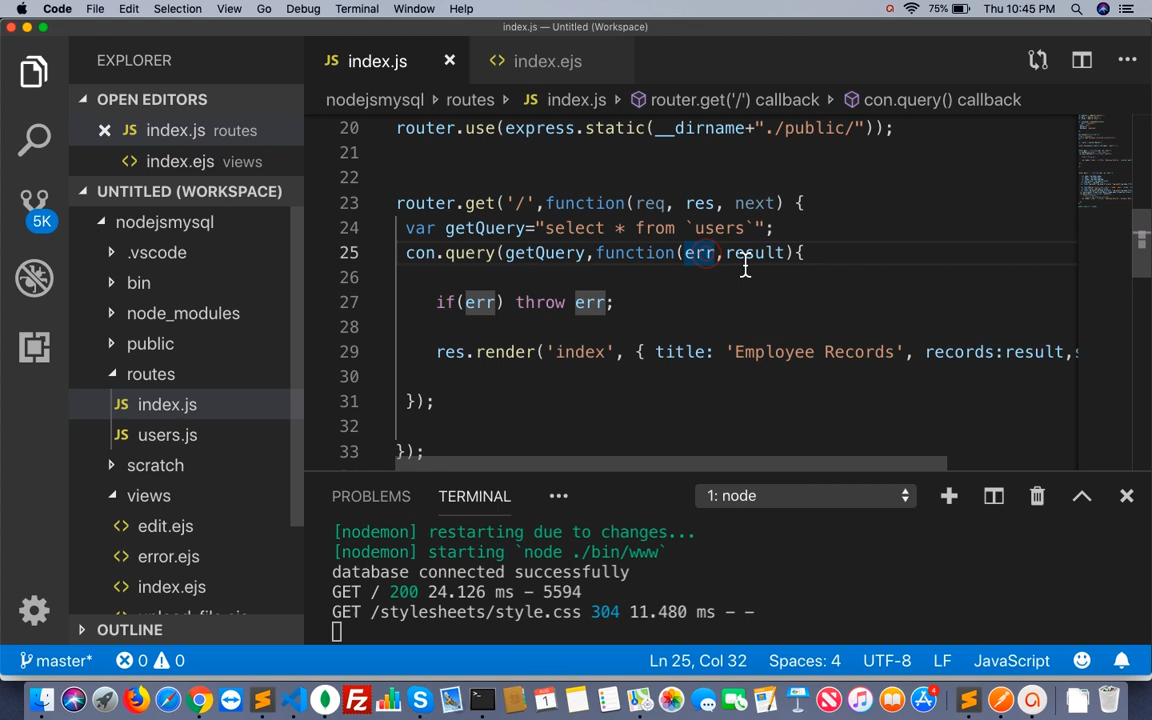 Code File Edit Selection View Go Debug Terminal Window Help 75% Thu 10:45 PM
index.js — Untitled (Workspace)
EXPLORER
OPEN EDITORS
JS index.js routes
<> index.ejs views
UNTITLED (WORKSPACE)
nodejsmysql
.vscode
bin
node_modules
public
routes
JS index.js
JS users.js
scratch
views
<> edit.ejs
<> error.ejs
<> index.ejs
OUTLINE
5K
JS index.js <> index.ejs
nodejsmysql routes JS index.js router.get('/') callback con.query() callback
20 router.use(express.static(__dirname+"./public/"));
21
22
23 router.get('/',function(req, res, next) {
24 var getQuery="select * from `users`";
25 con.query(getQuery,function(err,result){
26
27 if(err) throw err;
28
29 res.render('index', { title: 'Employee Records', records:result,s
30
31 });
32
33 });
PROBLEMS TERMINAL ••• 1: node
[nodemon] restarting due to changes...
[nodemon] starting `node ./bin/www`
database connected successfully
GET / 200 24.126 ms - 5594
GET /stylesheets/style.css 304 11.480 ms - -
master* 0 0 Ln 25, Col 32 Spaces: 4 UTF-8 LF JavaScript